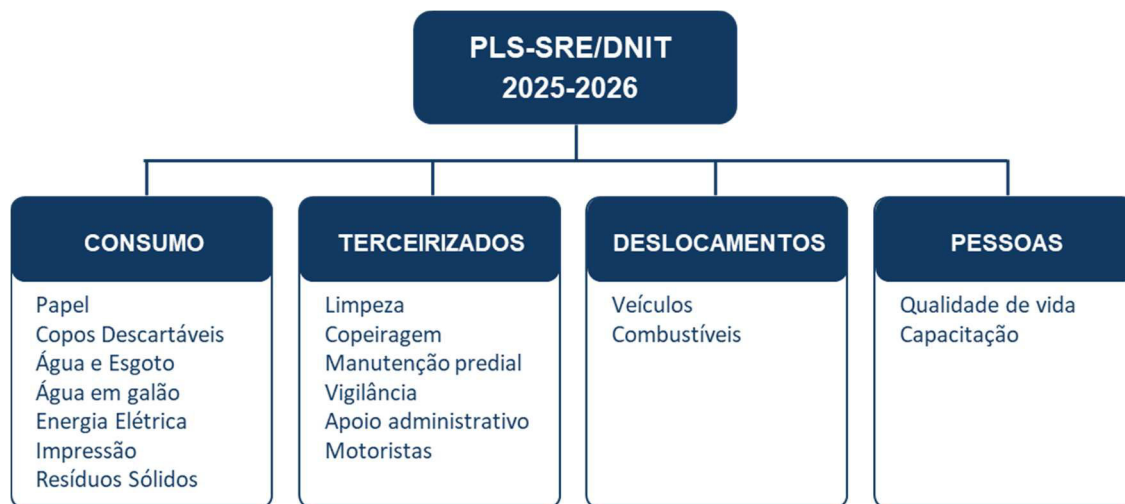 PLS-SRE/DNIT
2025-2026
CONSUMO
Papel
Copos Descartáveis
Água e Esgoto
Água em galão
Energia Elétrica
Impressão
Resíduos Sólidos
TERCEIRIZADOS
Limpeza
Copeiragem
Manutenção predial
Vigilância
Apoio administrativo
Motoristas
DESLOCAMENTOS
Veículos
Combustíveis
PESSOAS
Qualidade de vida
Capacitação